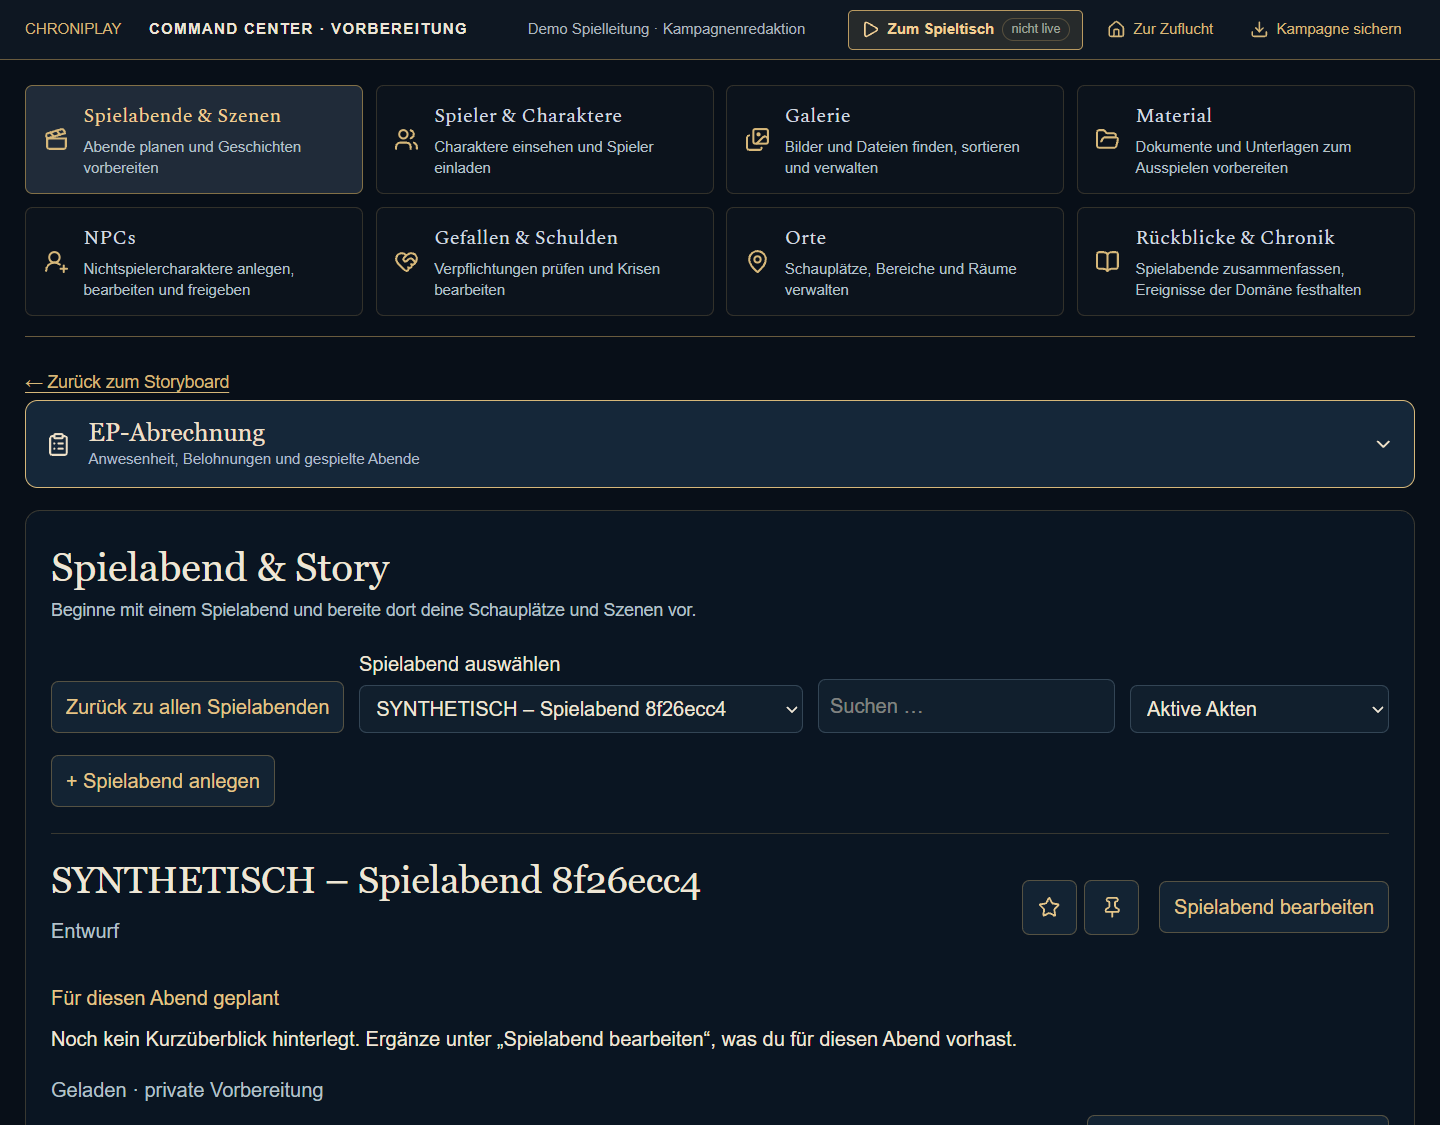 CHRONIPLAY
COMMAND CENTER · VORBEREITUNG
Demo Spielleitung · Kampagnenredaktion
Zum Spieltisch
nicht live
Zur Zuflucht
Kampagne sichern
Spielabende & Szenen
Abende planen und Geschichten
vorbereiten
Spieler & Charaktere
Charaktere einsehen und Spieler
einladen
Galerie
Bilder und Dateien finden, sortieren
und verwalten
Material
Dokumente und Unterlagen zum
Ausspielen vorbereiten
NPCs
Nichtspielercharaktere anlegen,
bearbeiten und freigeben
Gefallen & Schulden
Verpflichtungen prüfen und Krisen
bearbeiten
Orte
Schauplätze, Bereiche und Räume
verwalten
Rückblicke & Chronik
Spielabende zusammenfassen,
Ereignisse der Domäne festhalten
← Zurück zum Storyboard
EP-Abrechnung
Anwesenheit, Belohnungen und gespielte Abende
Spielabend & Story
Beginne mit einem Spielabend und bereite dort deine Schauplätze und Szenen vor.
Spielabend auswählen
Zurück zu allen Spielabenden
SYNTHETISCH – Spielabend 8f26ecc4
Suchen …
Aktive Akten
+ Spielabend anlegen
SYNTHETISCH – Spielabend 8f26ecc4
Entwurf
Spielabend bearbeiten
Für diesen Abend geplant
Noch kein Kurzüberblick hinterlegt. Ergänze unter „Spielabend bearbeiten“, was du für diesen Abend vorhast.
Geladen · private Vorbereitung